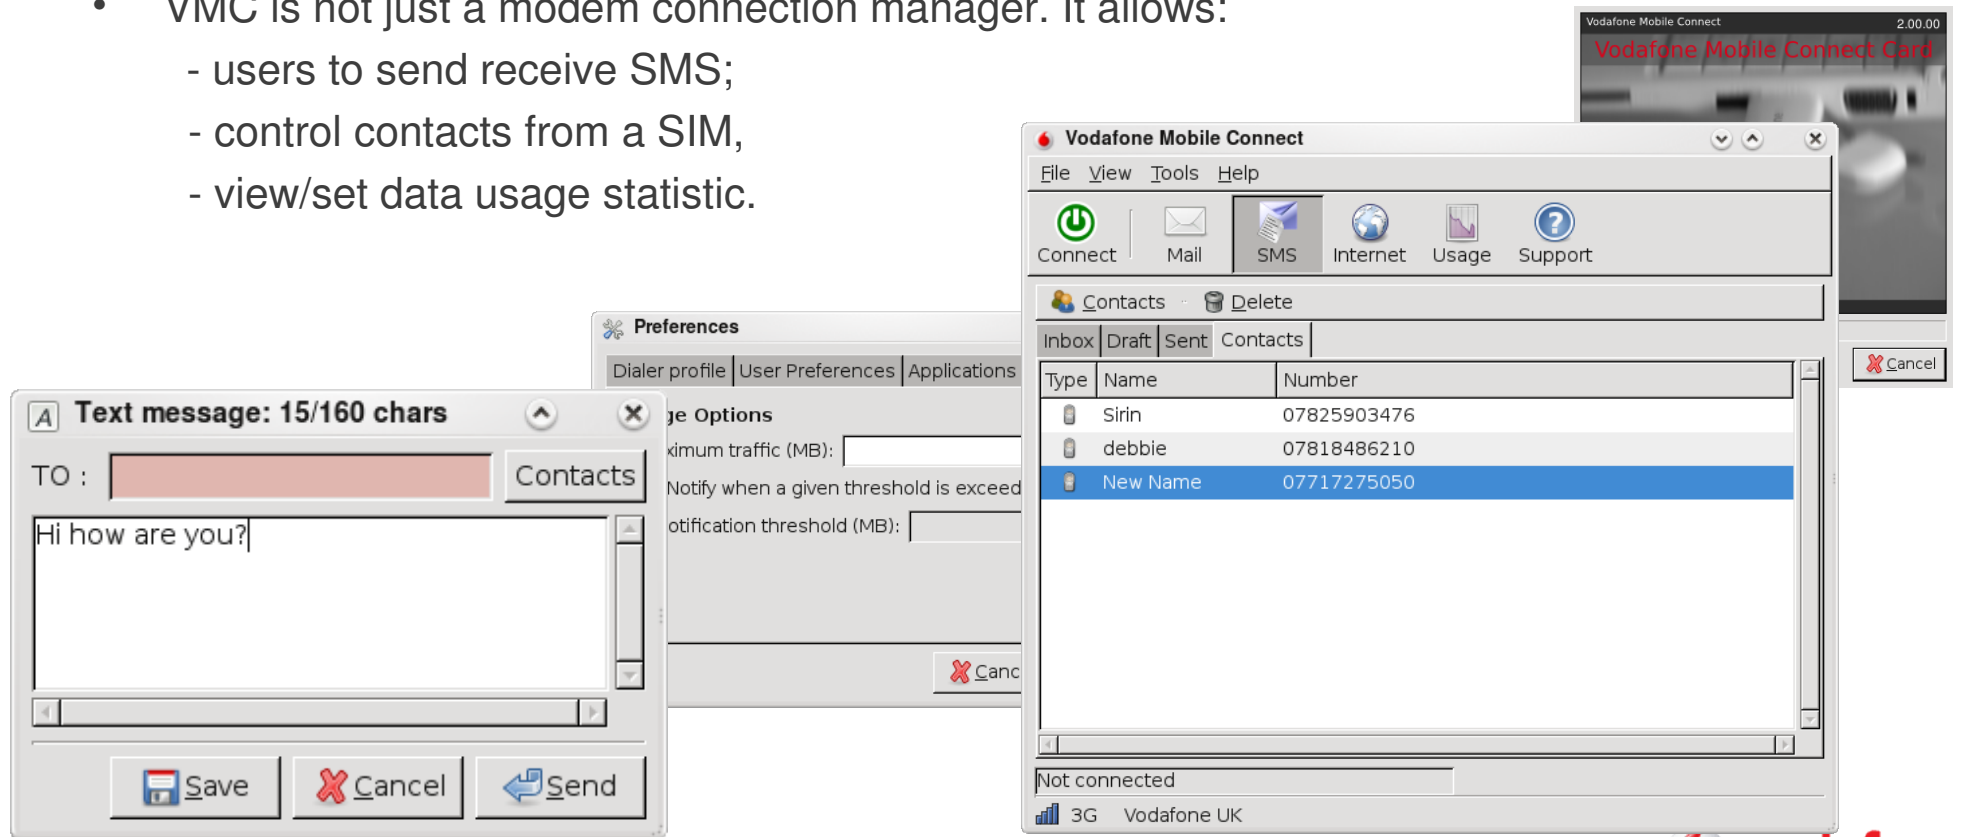 • VMC is not just a modem connection manager. It allows:
- users to send receive SMS;
- control contacts from a SIM,
- view/set data usage statistic.
Vodafone Mobile Connect 2.00.00
Vodafone Mobile Connect Card
Cancel
Vodafone Mobile Connect
File View Tools Help
Connect Mail SMS Internet Usage Support
Contacts Delete
Inbox Draft Sent Contacts
Type Name Number
Sirin 07825903476
debbie 07818486210
New Name 07717275050
Not connected
3G Vodafone UK
Preferences
Dialer profile User Preferences Applications
Options
traffic (MB):
Notify when a given threshold is
threshold (MB):
Text message: 15/160 chars
TO : Contacts
Hi how are you?
Save Cancel Send